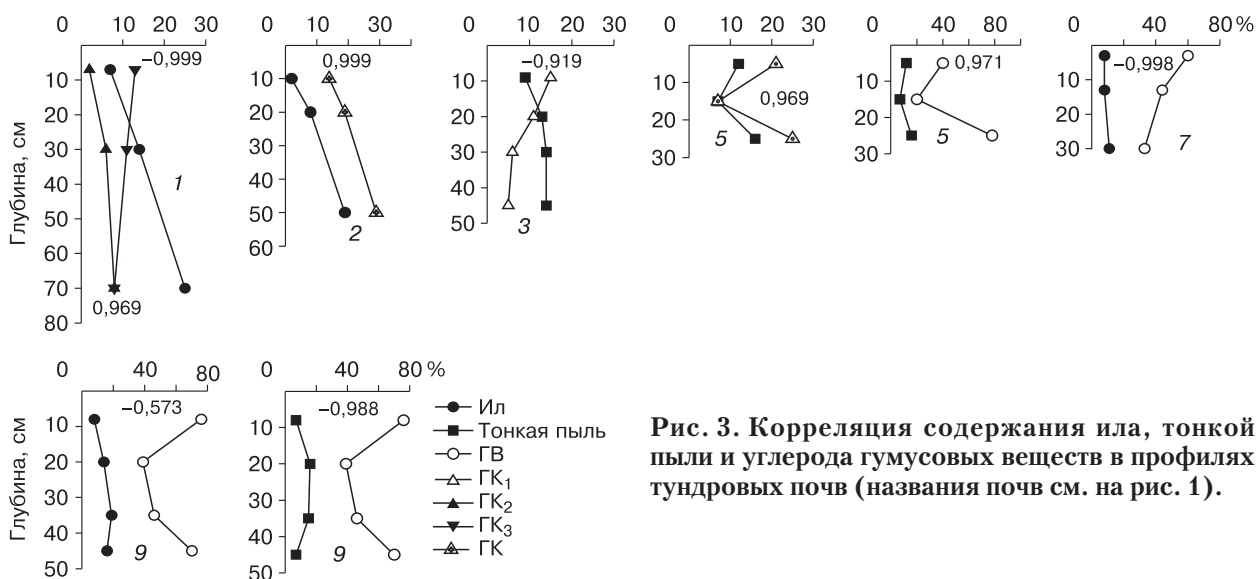 0 10 30
0 10 30
0 10 30
0 10 20 30
0 40 80
0 40 80%
−0,999
0,999
−0,919
0,969
0,971
−0,998
Глубина, см
10
20
30
40
50
60
70
80
1
0,969
10
20
30
40
50
60
2
10
20
30
40
50
3
10
20
30
5
10
20
30
5
10
20
30
7
0 40 80
0 40 80 %
−0,573
−0,988
Глубина, см
10
20
30
40
50
9
10
20
30
40
50
9
Ил
Тонкая пыль
ГВ
ГК1
ГК2
ГК3
ГК
Рис. 3. Корреляция содержания ила, тонкой
пыли и углерода гумусовых веществ в профилях
тундровых почв (названия почв см. на рис. 1).